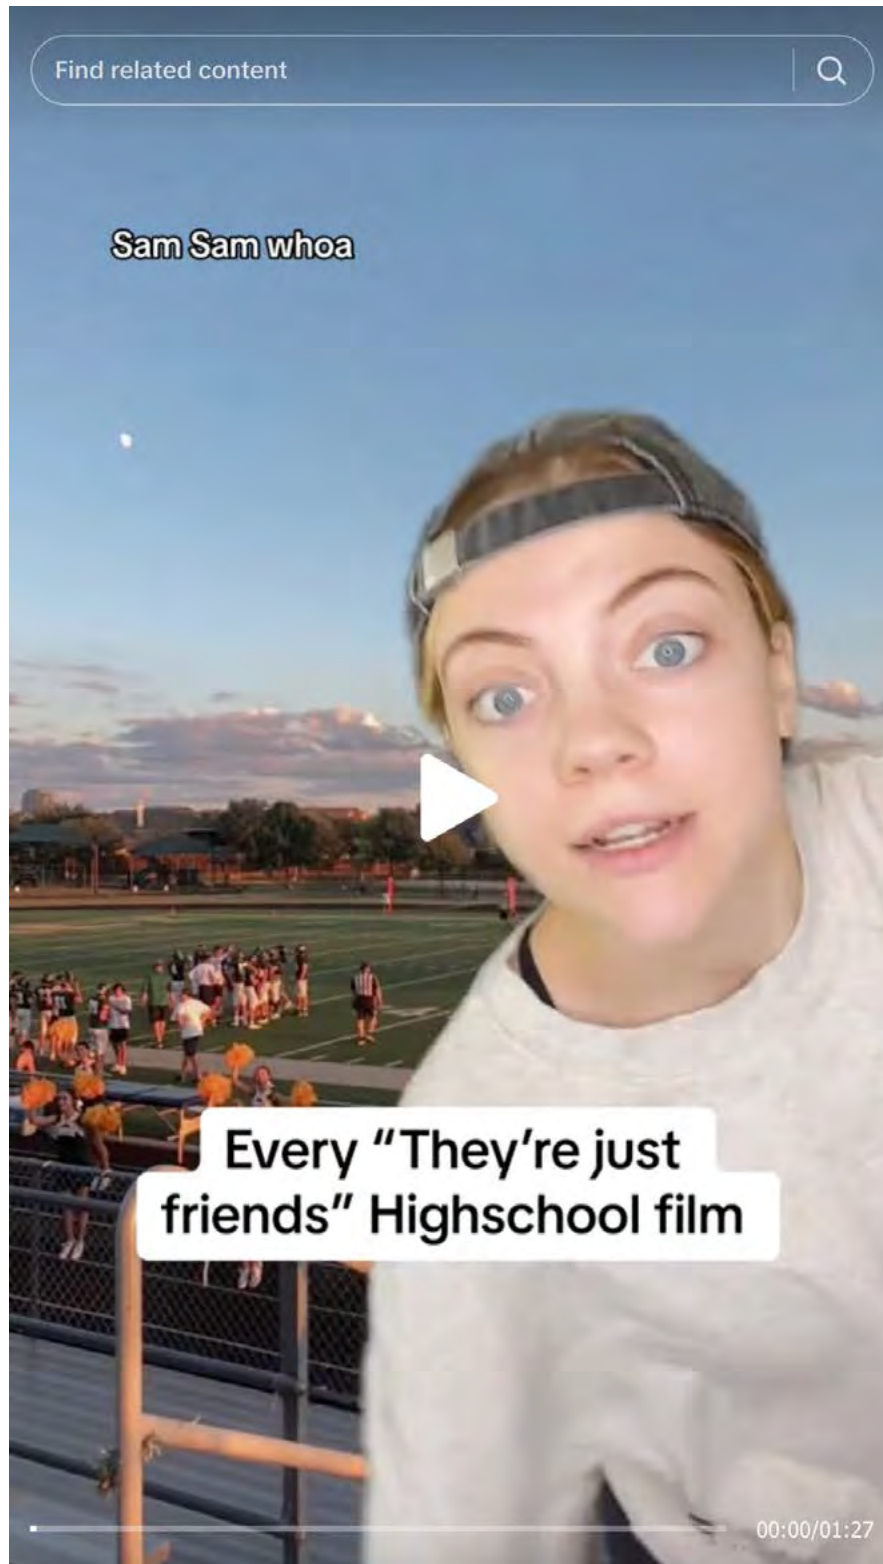 Find related content
Sam Sam whoa
Every “They’re just
friends” Highschool film
00:00/01:27